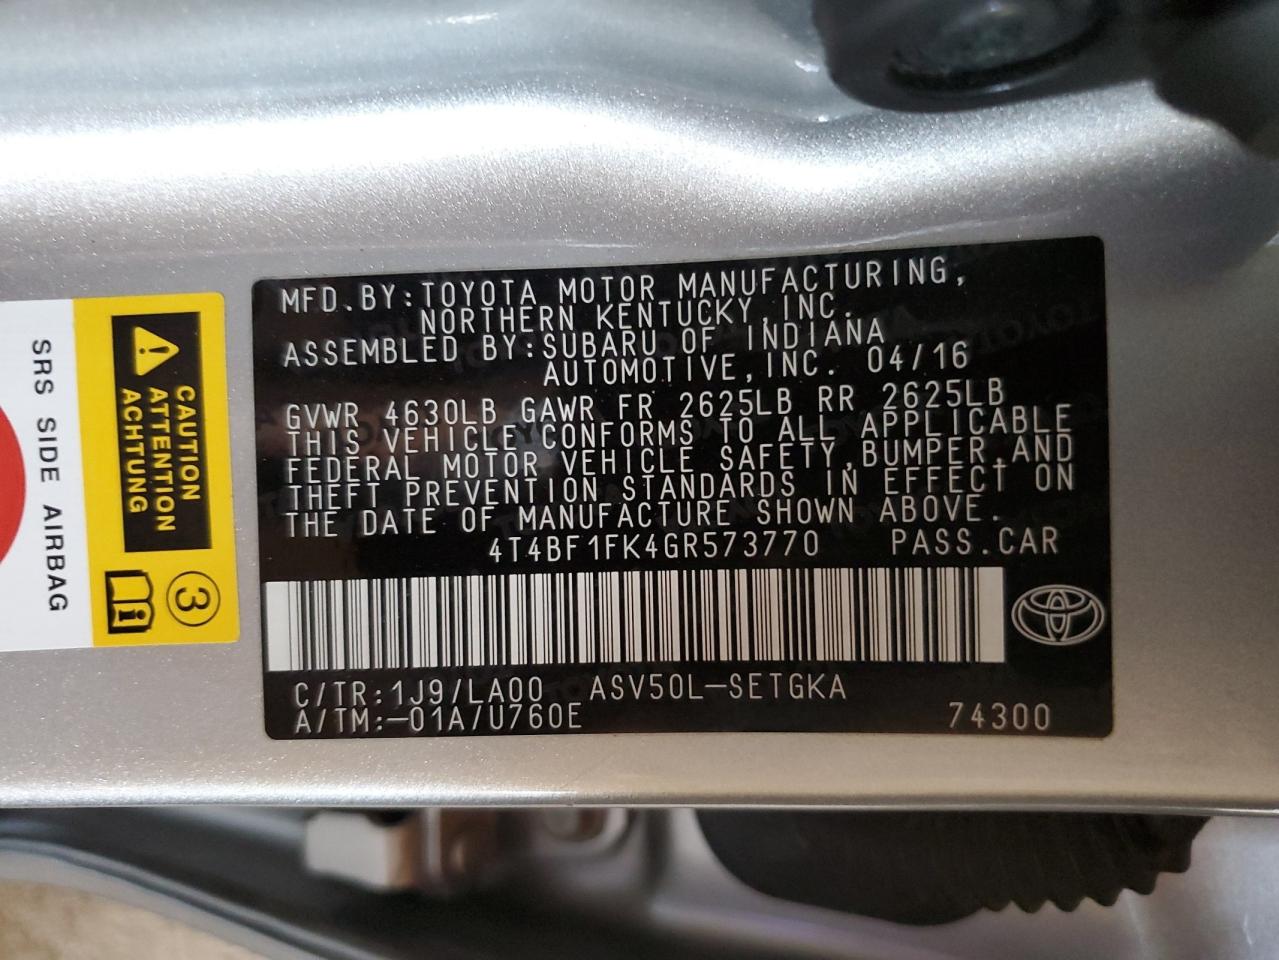 MFD.BY:TOYOTA MOTOR MANUFACTURING,
NORTHERN KENTUCKY,INC.
ASSEMBLED BY:SUBARU OF INDIANA
AUTOMOTIVE,INC. 04/16
GVWR 4630LB GAWR FR 2625LB RR 2625LB
THIS VEHICLE CONFORMS TO ALL APPLICABLE
FEDERAL MOTOR VEHICLE SAFETY,BUMPER,AND
THEFT PREVENTION STANDARDS IN EFFECT ON
THE DATE OF MANUFACTURE SHOWN ABOVE.
4T4BF1FK4GR573770 PASS.CAR
C/TR:1J9/LA00 ASV50L-SETGKA
A/TM:-01A/U760E 74300
CAUTION
ATTENTION
ACHTUNG
3
SRS SIDE AIRBAG